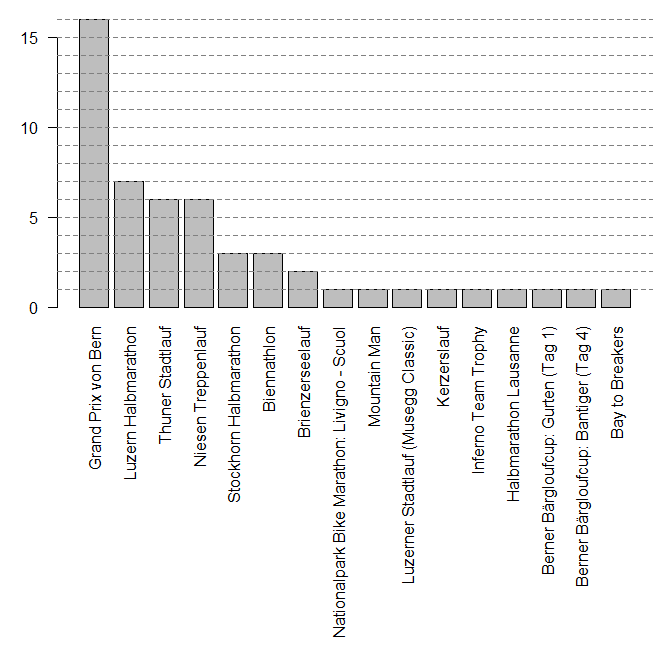 15
10
5
0
Grand Prix von Bern
Luzern Halbmarathon
Thuner Stadtlauf
Niesen Treppenlauf
Stockhorn Halbmarathon
Biennathlon
Brienzerseelauf
Nationalpark Bike Marathon: Livigno - Scuol
Mountain Man
Luzerner Stadtlauf (Musegg Classic)
Kerzerslauf
Inferno Team Trophy
Halbmarathon Lausanne
Berner Bärgloufcup: Gurten (Tag 1)
Berner Bärgloufcup: Bantiger (Tag 4)
Bay to Breakers